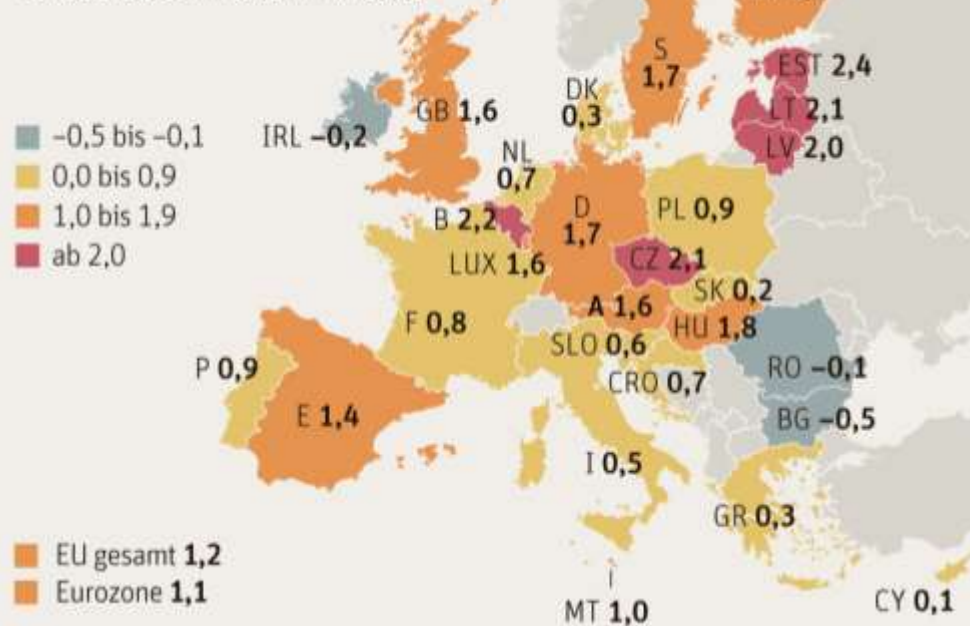 S
1,7
EST 2,4
DK
0,3
LT 2,1
GB 1,6
IRL –0,2
LV 2,0
–0,5 bis –0,1
0,0 bis 0,9
1,0 bis 1,9
ab 2,0
NL
0,7
B 2,2
D
1,7
PL 0,9
LUX 1,6
CZ 2,1
SK 0,2
A 1,6
HU 1,8
F 0,8
SLO 0,6
P 0,9
CRO 0,7
RO –0,1
E 1,4
BG –0,5
I 0,5
GR 0,3
EU gesamt 1,2
Eurozone 1,1
MT 1,0
CY 0,1